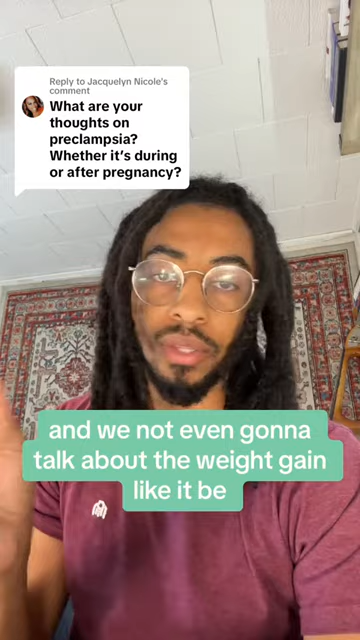 Reply to Jacquelyn Nicole's
comment
What are your
thoughts on
preclampsia?
Whether it's during
or after pregnancy?
and we not even gonna
talk about the weight gain
like it be